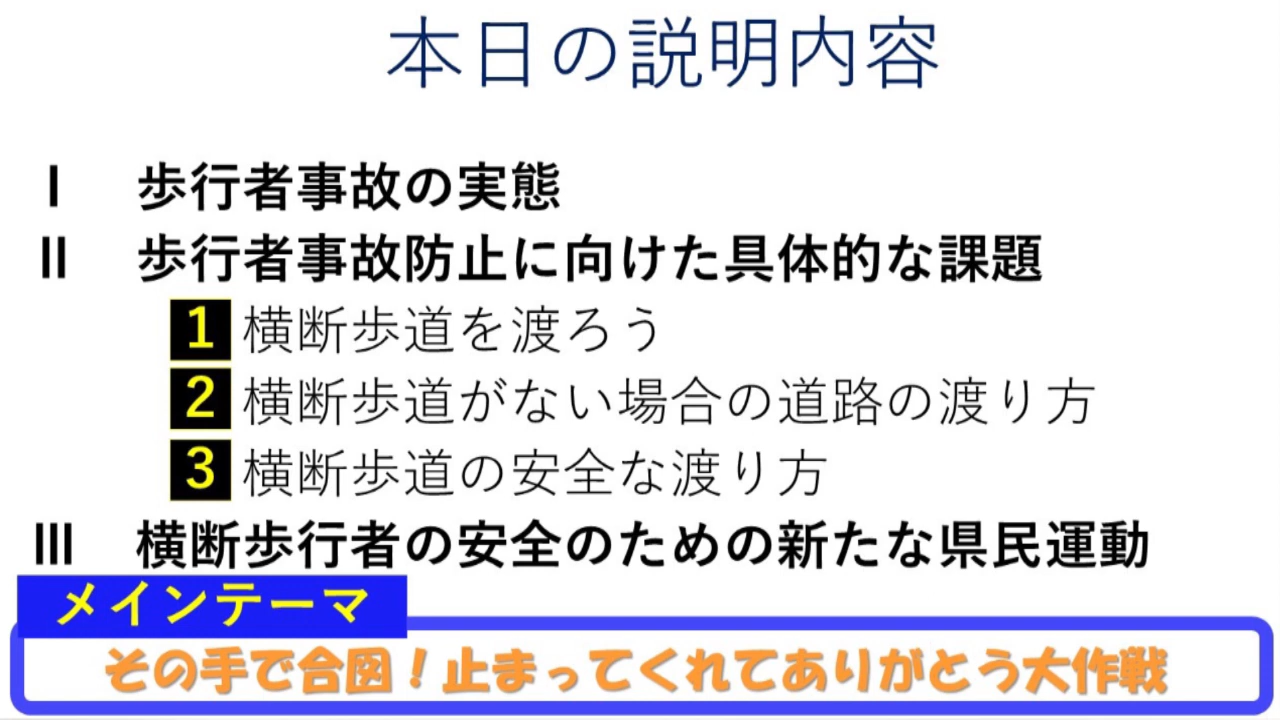 本日の説明内容
Ⅰ 歩行者事故の実態
Ⅱ 歩行者事故防止に向けた具体的な課題
1 横断歩道を渡ろう
2 横断歩道がない場合の道路の渡り方
3 横断歩道の安全な渡り方
Ⅲ 横断歩行者の安全のための新たな県民運動
メインテーマ
その手で合図！止まってくれてありがとう大作戦